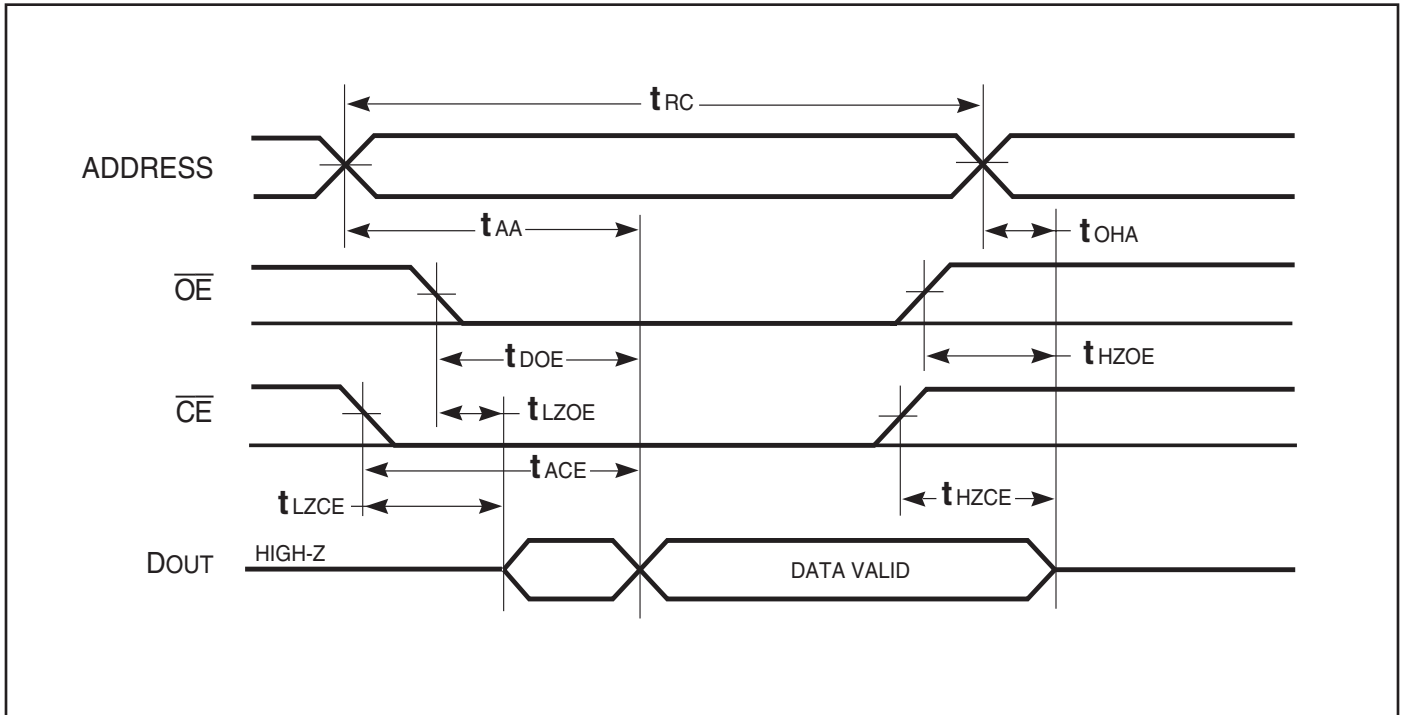 tRC
ADDRESS
tAA
tOHA
OE
tDOE
tHZOE
CE
tLZOE
tACE
tLZCE
tHZCE
DOUT
HIGH-Z
DATA VALID